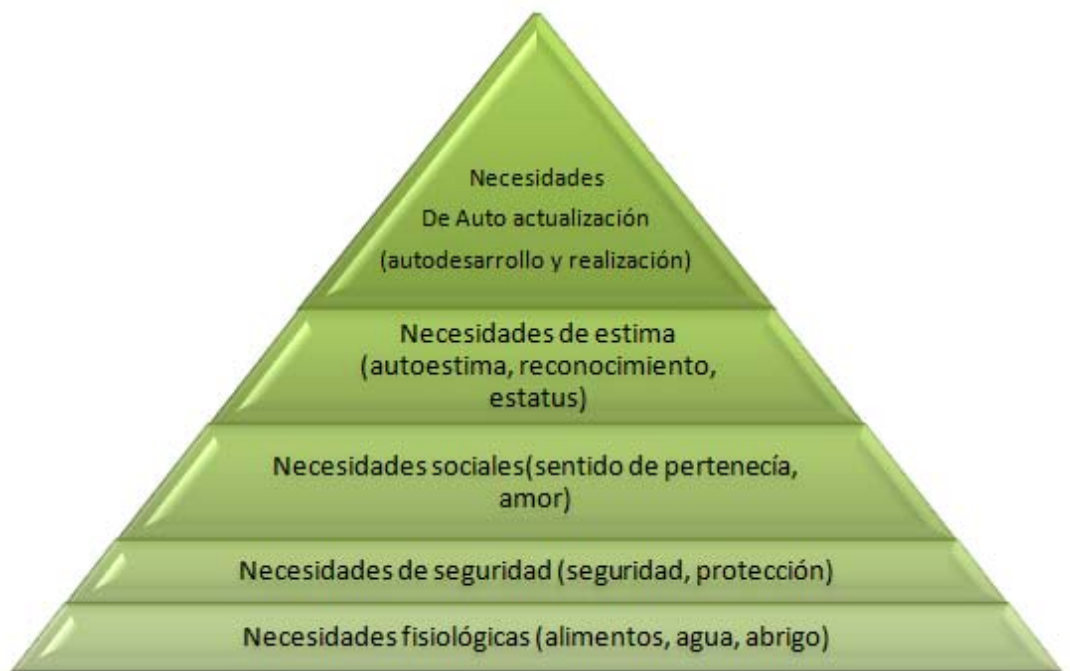 Necesidades
De Auto actualización
(autodesarrollo y realización)
Necesidades de estima
(autoestima, reconocimiento,
estatus)
Necesidades sociales(sentido de pertenecía,
amor)
Necesidades de seguridad (seguridad, protección)
Necesidades fisiológicas (alimentos, agua, abrigo)